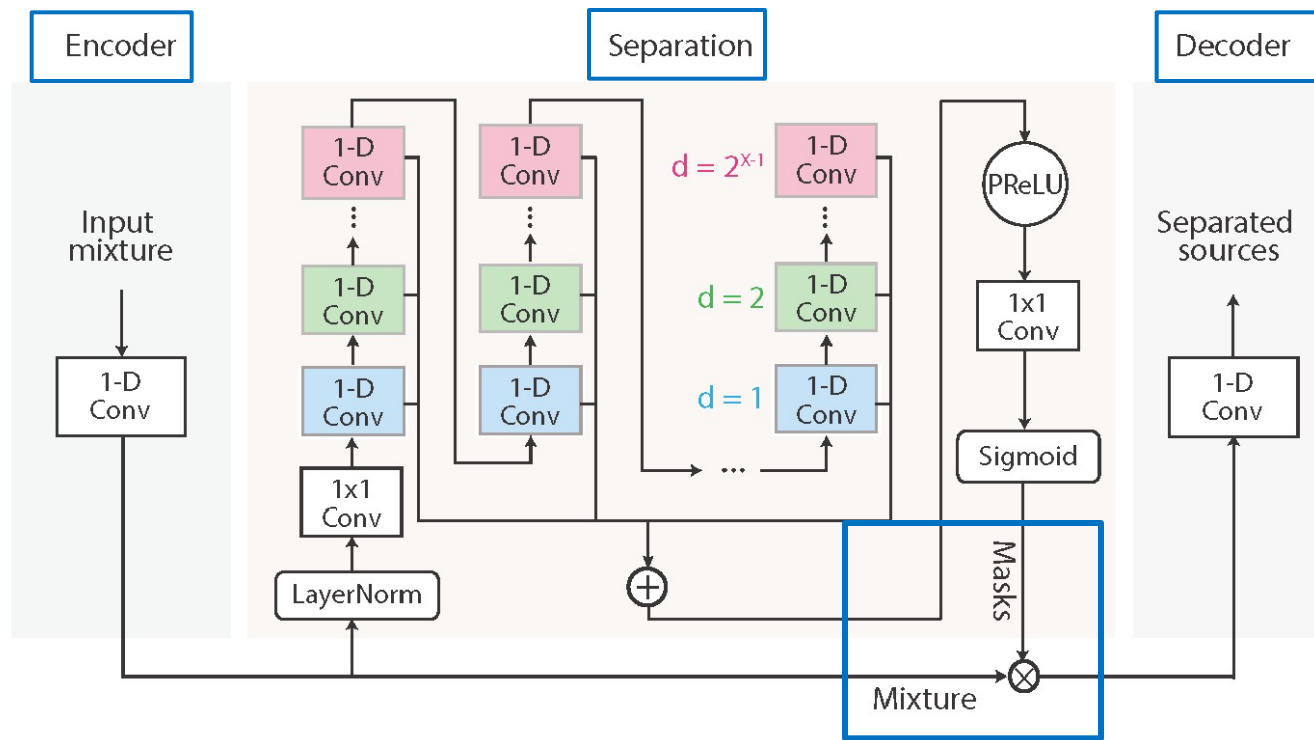 Encoder
Separation
Decoder
Input
mixture
1-D
Conv
1-D
Conv
...
1-D
Conv
1-D
Conv
1x1
Conv
LayerNorm
1-D
Conv
...
1-D
Conv
1-D
Conv
...
d = 2^{X-1}
d = 2
d = 1
1-D
Conv
...
1-D
Conv
1-D
Conv
+
PReLU
1x1
Conv
Sigmoid
Masks
Mixture
×
Separated
sources
1-D
Conv